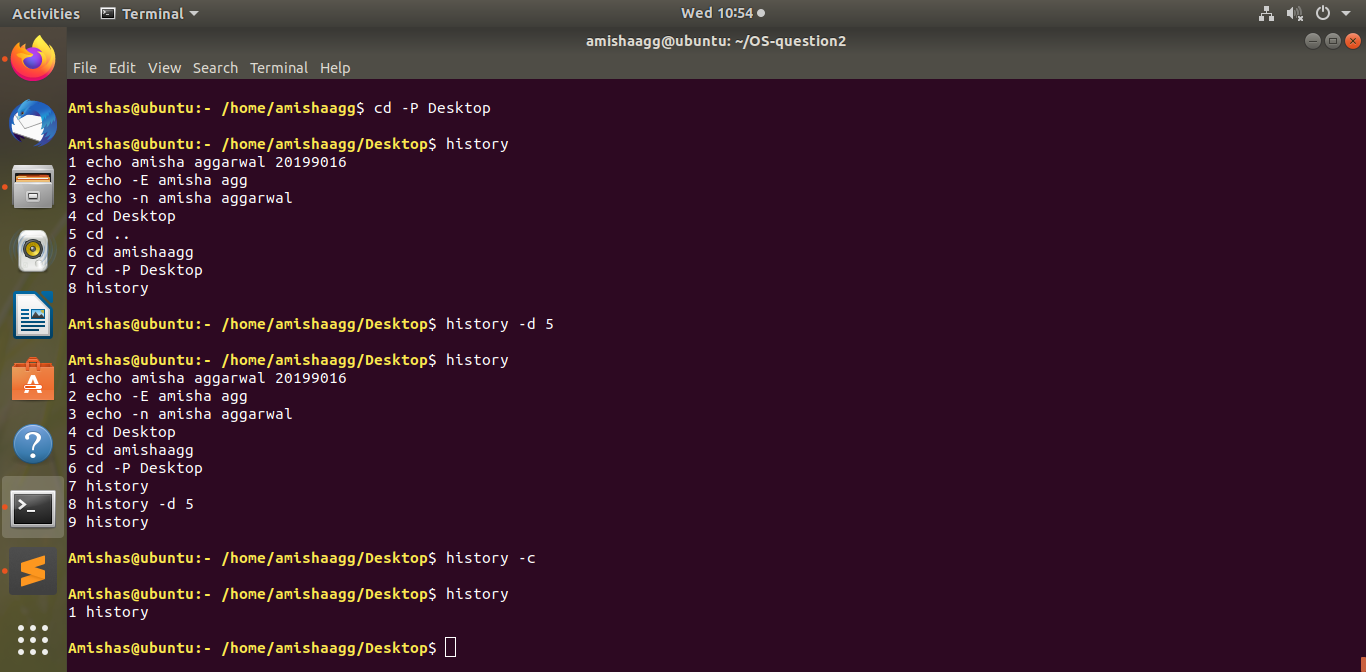 Activities Terminal Wed 10:54
amishaagg@ubuntu: ~/OS-question2
File Edit View Search Terminal Help
Amishas@ubuntu:- /home/amishaagg$ cd -P Desktop
Amishas@ubuntu:- /home/amishaagg/Desktop$ history
1 echo amisha aggarwal 20199016
2 echo -E amisha agg
3 echo -n amisha aggarwal
4 cd Desktop
5 cd ..
6 cd amishaagg
7 cd -P Desktop
8 history
Amishas@ubuntu:- /home/amishaagg/Desktop$ history -d 5
Amishas@ubuntu:- /home/amishaagg/Desktop$ history
1 echo amisha aggarwal 20199016
2 echo -E amisha agg
3 echo -n amisha aggarwal
4 cd Desktop
5 cd amishaagg
6 cd -P Desktop
7 history
8 history -d 5
9 history
Amishas@ubuntu:- /home/amishaagg/Desktop$ history -c
Amishas@ubuntu:- /home/amishaagg/Desktop$ history
1 history
Amishas@ubuntu:- /home/amishaagg/Desktop$